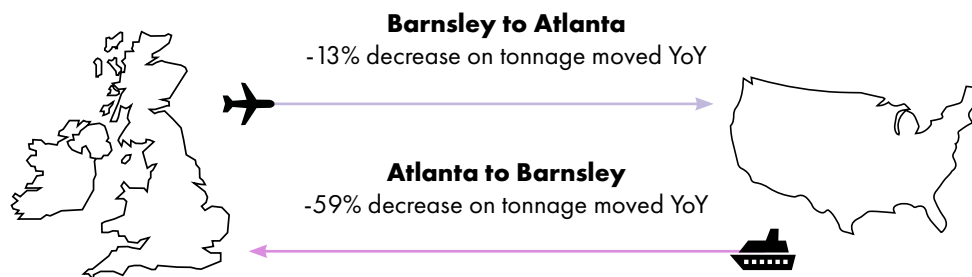 Barnsley to Atlanta
-13% decrease on tonnage moved YoY
Atlanta to Barnsley
-59% decrease on tonnage moved YoY